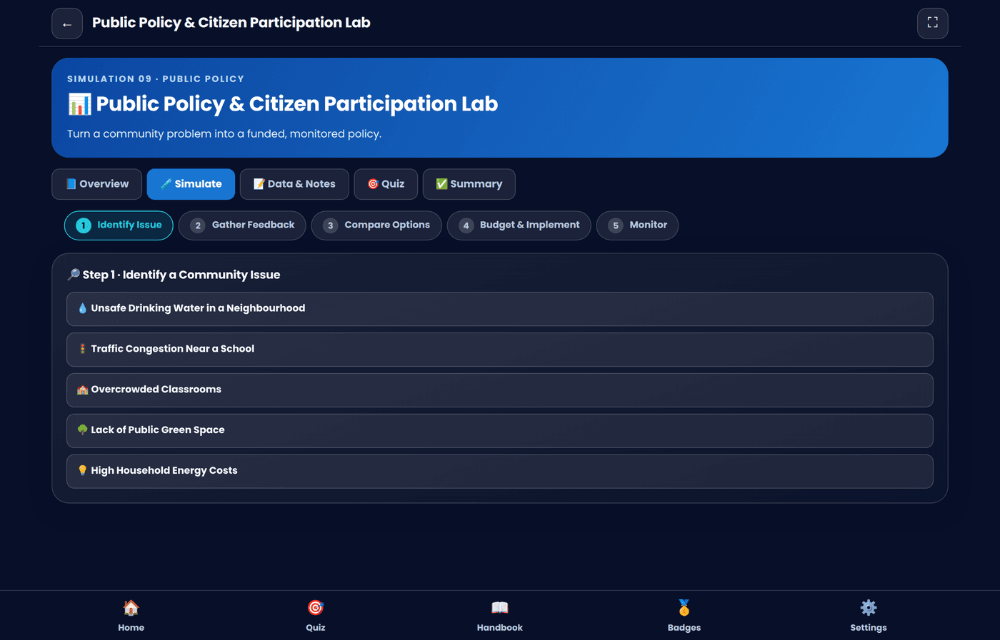 ← Public Policy & Citizen Participation Lab
SIMULATION 09 · PUBLIC POLICY
📊 Public Policy & Citizen Participation Lab
Turn a community problem into a funded, monitored policy.
📘 Overview 🧪 Simulate 📝 Data & Notes 🎯 Quiz ✅ Summary
1 Identify Issue 2 Gather Feedback 3 Compare Options 4 Budget & Implement 5 Monitor
🔎 Step 1 · Identify a Community Issue
💧 Unsafe Drinking Water in a Neighbourhood
🚦 Traffic Congestion Near a School
🏫 Overcrowded Classrooms
🌳 Lack of Public Green Space
💡 High Household Energy Costs
Home Quiz Handbook Badges Settings